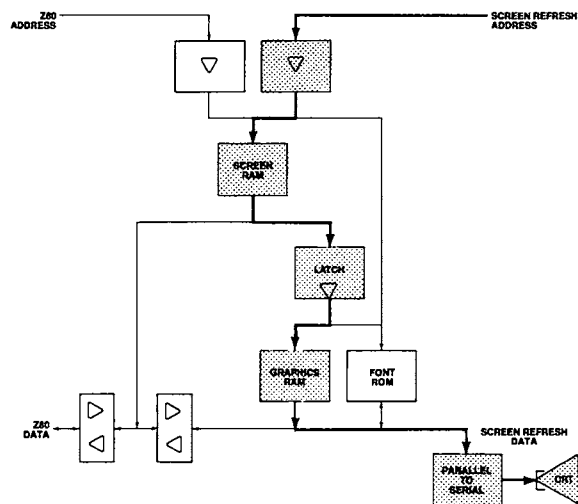 Z80
ADDRESS
SCREEN REFRESH
ADDRESS
SCREEN
RAM
LATCH
GRAPHICS
RAM
FONT
ROM
Z80
DATA
SCREEN REFRESH
DATA
PARALLEL
TO
SERIAL
CRT